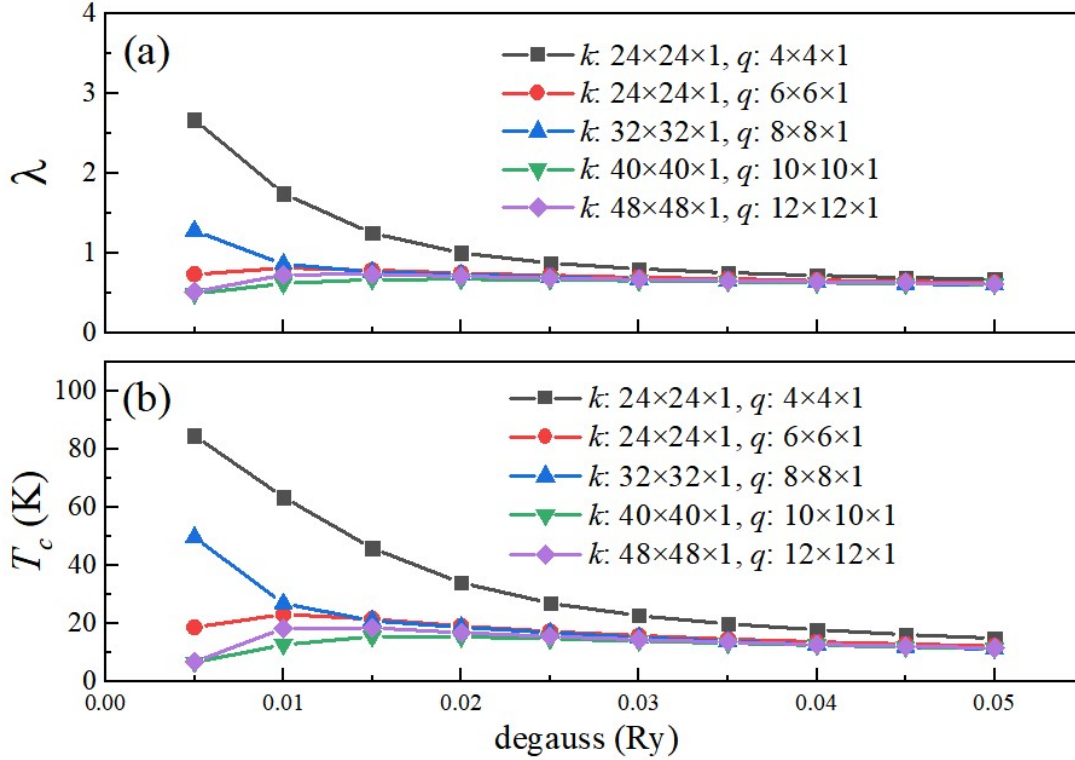 (a)
4
3
2
1
0
λ
k: 24×24×1, q: 4×4×1
k: 24×24×1, q: 6×6×1
k: 32×32×1, q: 8×8×1
k: 40×40×1, q: 10×10×1
k: 48×48×1, q: 12×12×1
(b)
100
80
60
40
20
0
T_c (K)
k: 24×24×1, q: 4×4×1
k: 24×24×1, q: 6×6×1
k: 32×32×1, q: 8×8×1
k: 40×40×1, q: 10×10×1
k: 48×48×1, q: 12×12×1
0.00 0.01 0.02 0.03 0.04 0.05
degauss (Ry)